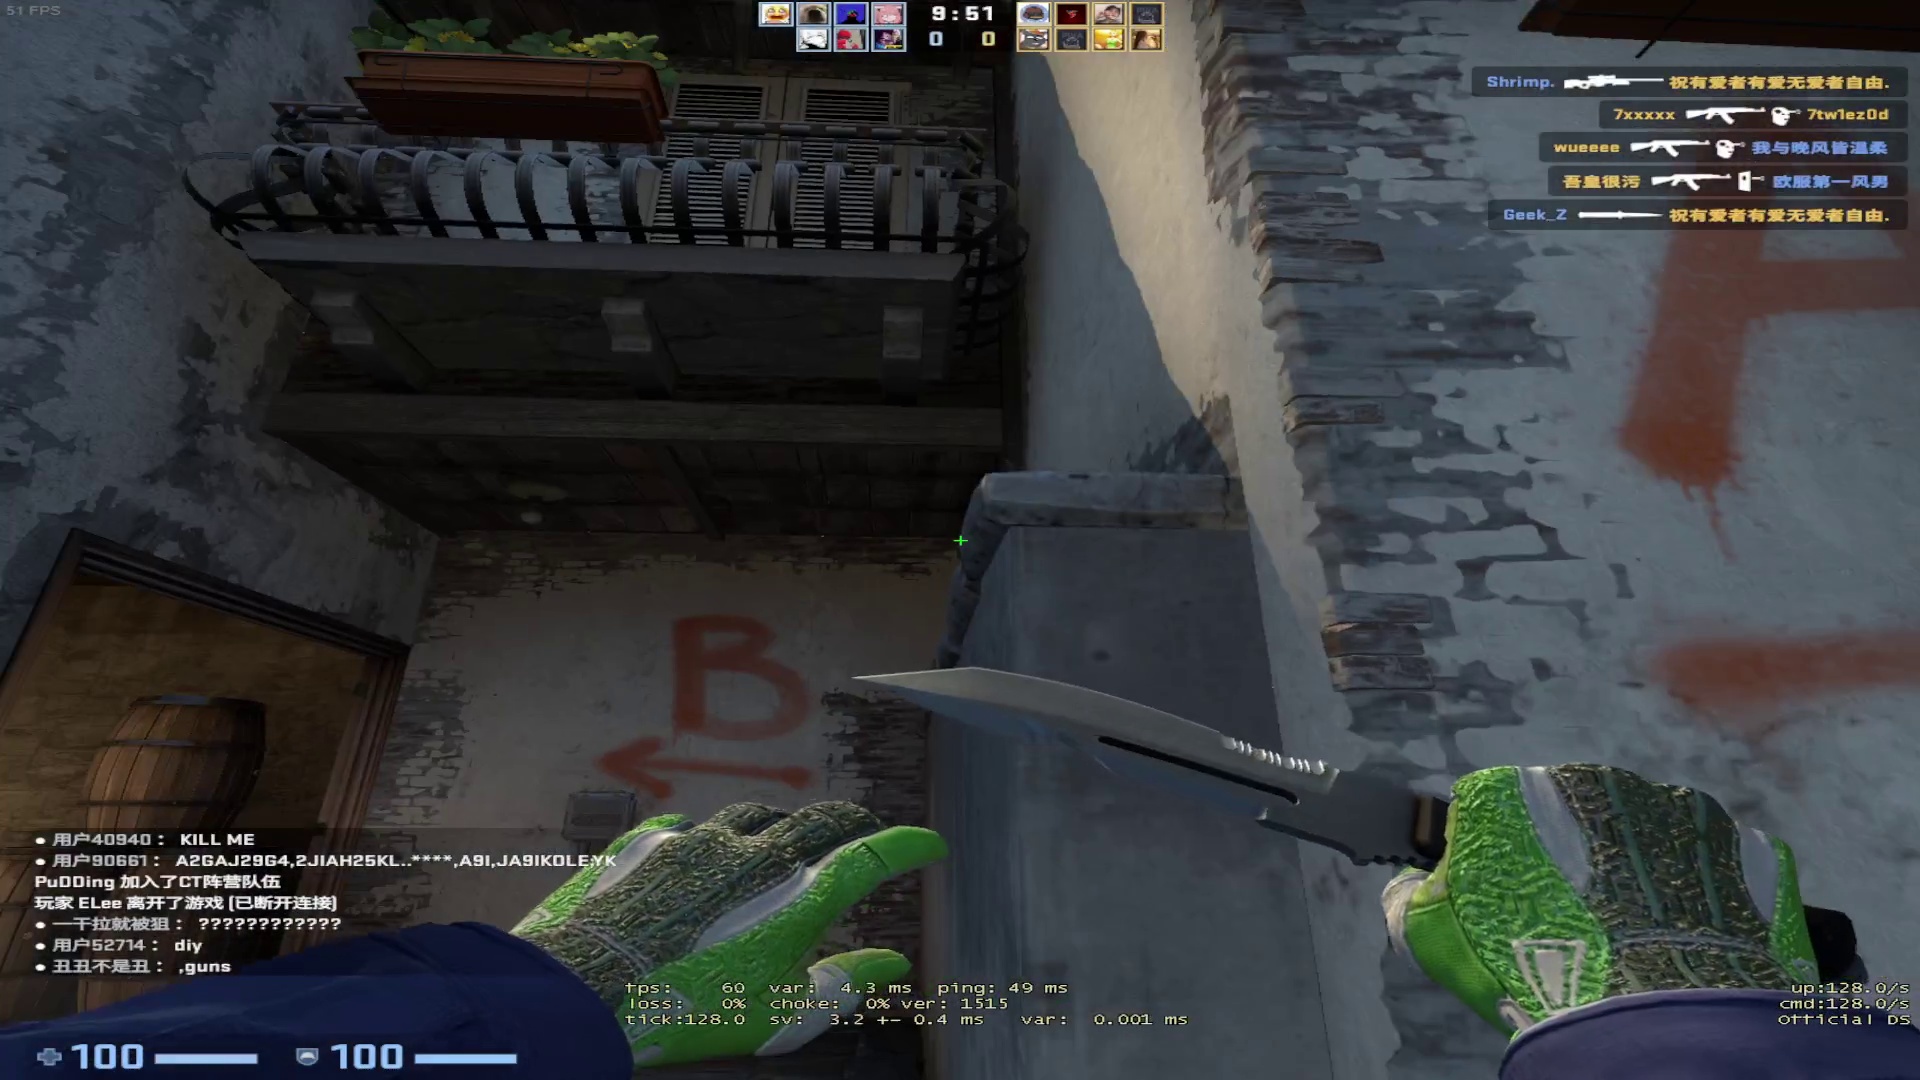 51 FPS
9:51
0 0
Shrimp. 祝有爱者有爱无爱者自由.
7xxxxx 7tw1ez0d
wueeee 我与晚风皆温柔
吾皇很污 欧服第一风男
Geek_Z 祝有爱者有爱无爱者自由.
A
B
● 用户40940： KILL ME
● 用户90661： A2GAJ29G4,2JIAH25KL..****,A9I,JA9IKDLE;YK
PuDDing 加入了CT阵营队伍
玩家 ELee 离开了游戏 [已断开连接]
● 一干拉就被狙： ????????????
● 用户52714： diy
● 丑丑不是丑： ,guns
fps: 60 var: 4.3 ms ping: 49 ms
loss: 0% choke: 0% ver: 1515
tick:128.0 sv: 3.2 +- 0.4 ms var: 0.001 ms
up:128.0/s
cmd:128.0/s
Official DS
100 100